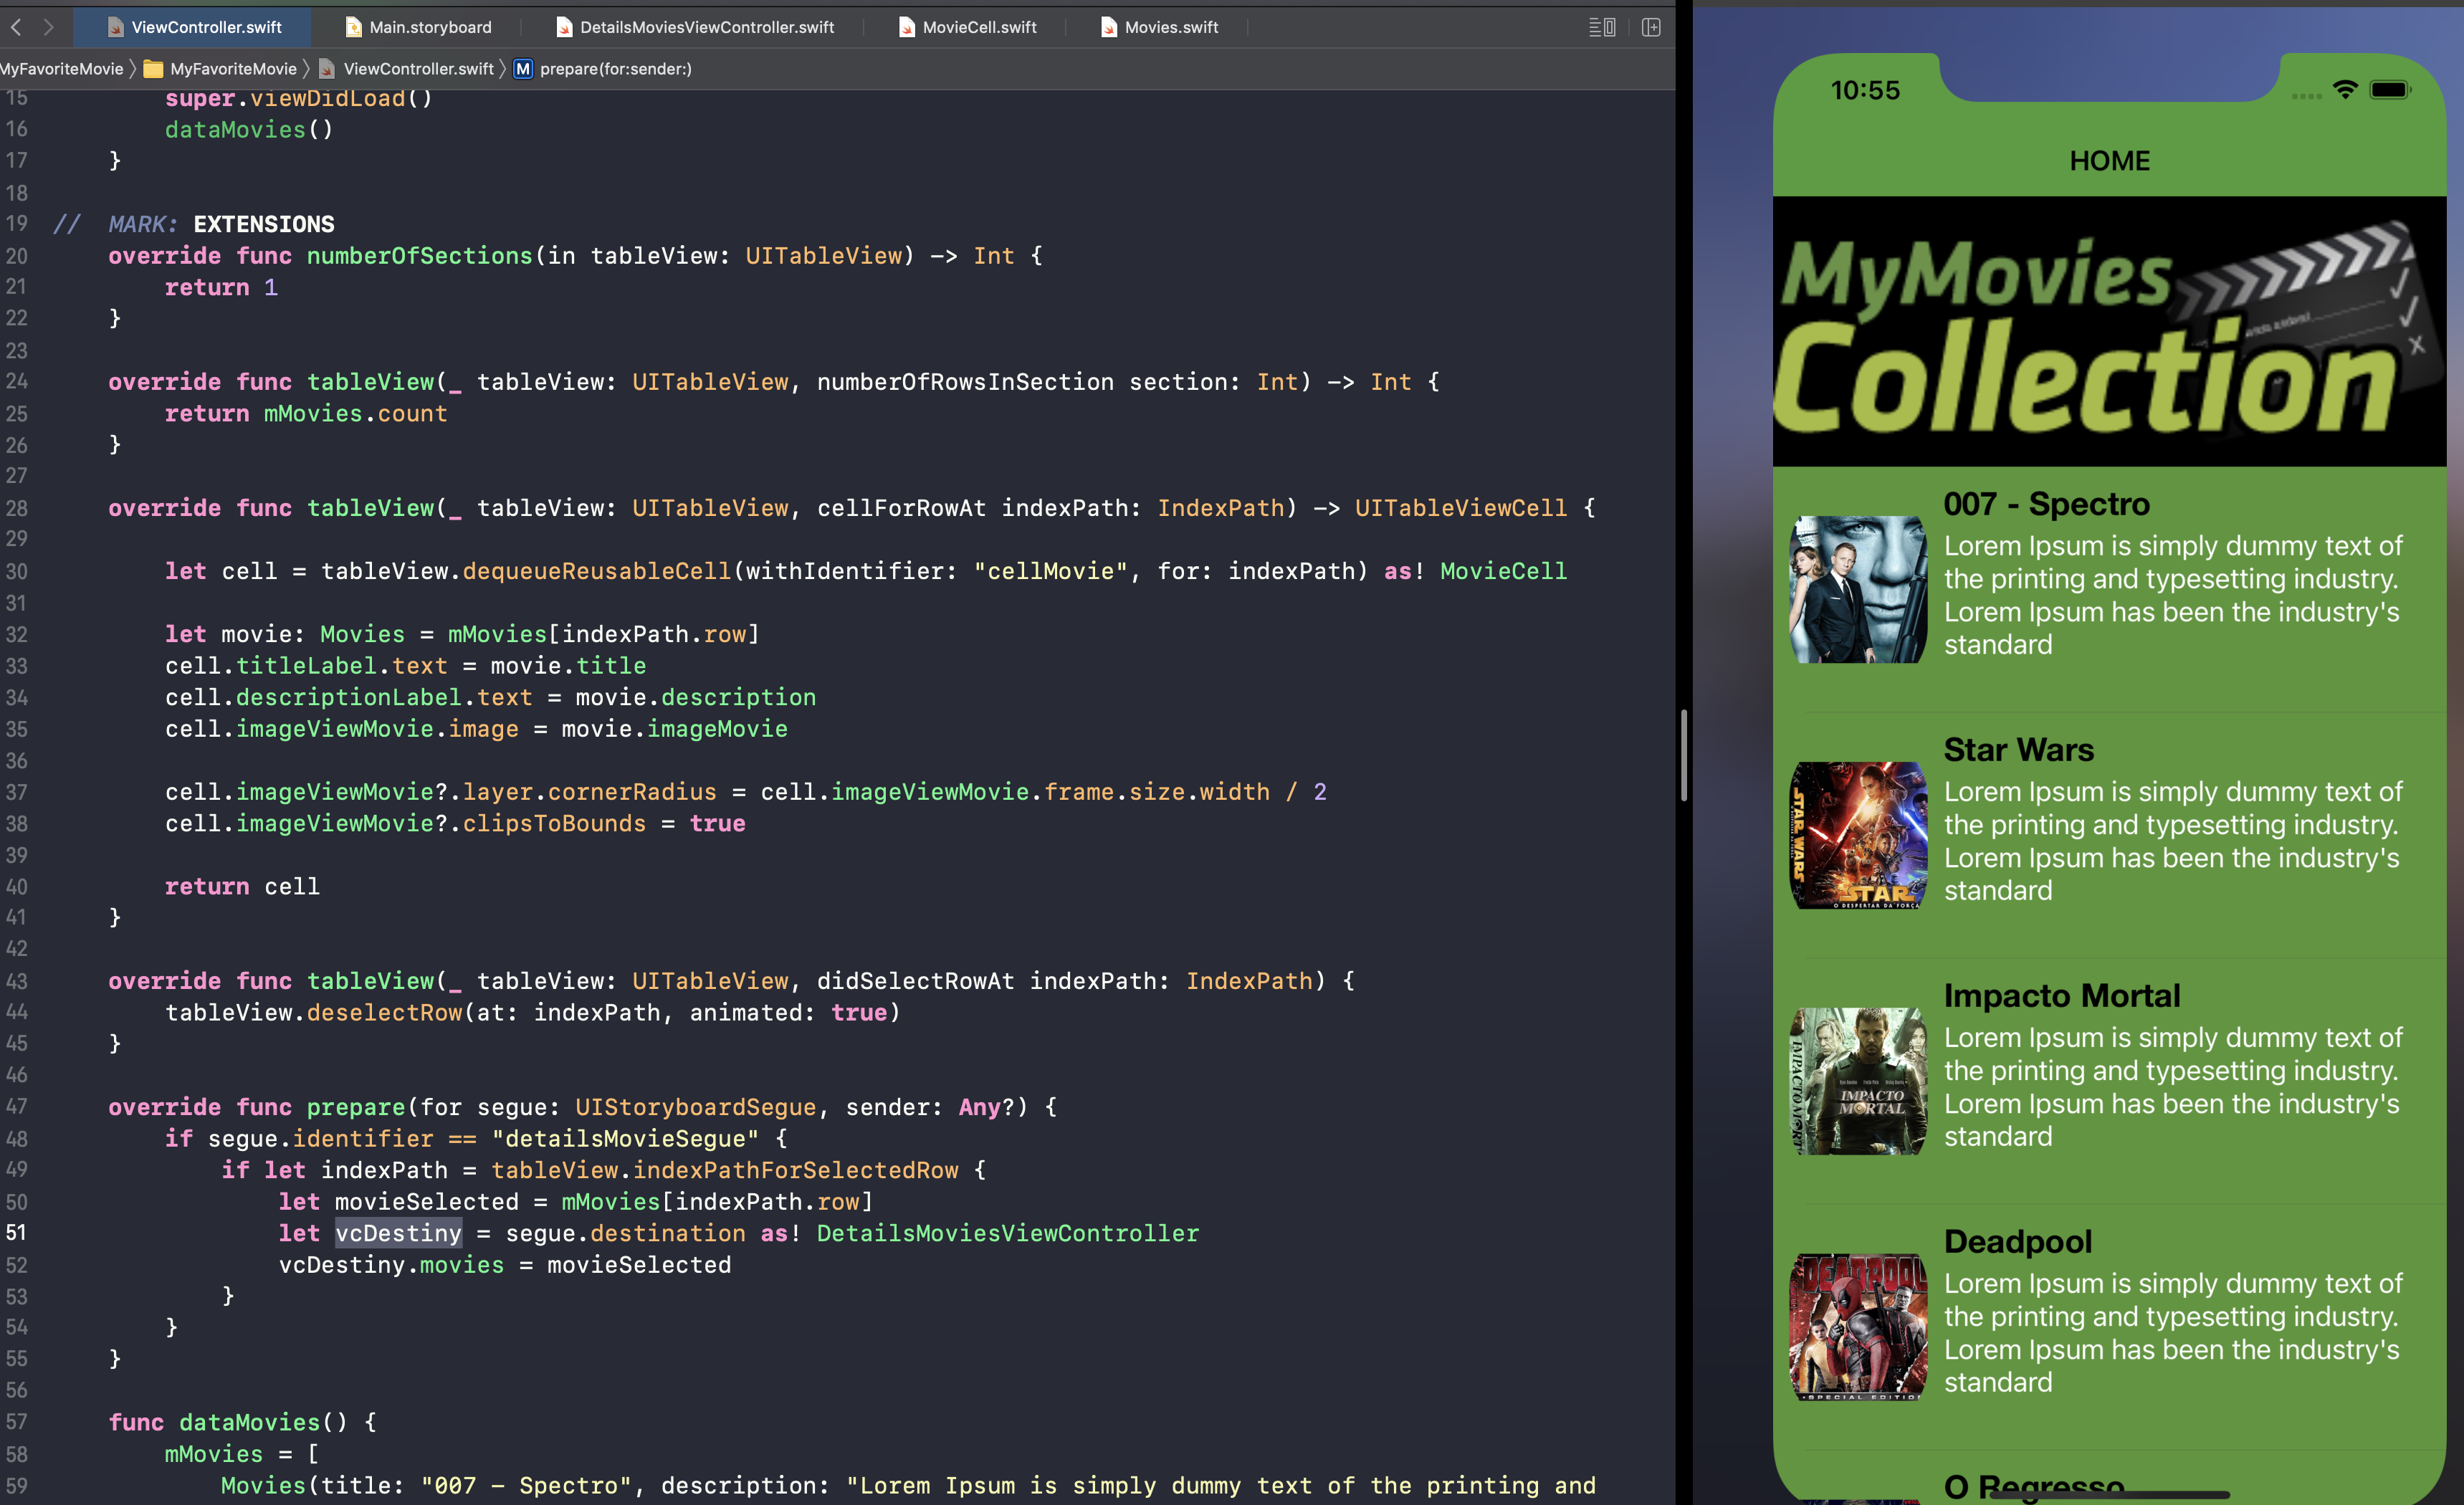 ViewController.swift
Main.storyboard
DetailsMoviesViewController.swift
MovieCell.swift
Movies.swift
MyFavoriteMovie
MyFavoriteMovie
ViewController.swift
M
prepare(for:sender:)
15 super.viewDidLoad()
16 dataMovies()
17 }
18
19 // MARK: EXTENSIONS
20 override func numberOfSections(in tableView: UITableView) -> Int {
21 return 1
22 }
23
24 override func tableView(_ tableView: UITableView, numberOfRowsInSection section: Int) -> Int {
25 return mMovies.count
26 }
27
28 override func tableView(_ tableView: UITableView, cellForRowAt indexPath: IndexPath) -> UITableViewCell {
29
30 let cell = tableView.dequeueReusableCell(withIdentifier: "cellMovie", for: indexPath) as! MovieCell
31
32 let movie: Movies = mMovies[indexPath.row]
33 cell.titleLabel.text = movie.title
34 cell.descriptionLabel.text = movie.description
35 cell.imageViewMovie.image = movie.imageMovie
36
37 cell.imageViewMovie?.layer.cornerRadius = cell.imageViewMovie.frame.size.width / 2
38 cell.imageViewMovie?.clipsToBounds = true
39
40 return cell
41 }
42
43 override func tableView(_ tableView: UITableView, didSelectRowAt indexPath: IndexPath) {
44 tableView.deselectRow(at: indexPath, animated: true)
45 }
46
47 override func prepare(for segue: UIStoryboardSegue, sender: Any?) {
48 if segue.identifier == "detailsMovieSegue" {
49 if let indexPath = tableView.indexPathForSelectedRow {
50 let movieSelected = mMovies[indexPath.row]
51 let vcDestiny = segue.destination as! DetailsMoviesViewController
52 vcDestiny.movies = movieSelected
53 }
54 }
55 }
56
57 func dataMovies() {
58 mMovies = [
59 Movies(title: "007 – Spectro", description: "Lorem Ipsum is simply dummy text of the printing and
10:55
HOME
MyMovies
Collection
007 - Spectro
Lorem Ipsum is simply dummy text of
the printing and typesetting industry.
Lorem Ipsum has been the industry's
standard
Star Wars
Lorem Ipsum is simply dummy text of
the printing and typesetting industry.
Lorem Ipsum has been the industry's
standard
STAR WARS
STAR
O DESPERTAR DA FORÇA
Impacto Mortal
Lorem Ipsum is simply dummy text of
the printing and typesetting industry.
Lorem Ipsum has been the industry's
standard
IMPACTO
MORTAL
Deadpool
Lorem Ipsum is simply dummy text of
the printing and typesetting industry.
Lorem Ipsum has been the industry's
standard
DEADPOOL
SPECIAL EDITION
O Regresso